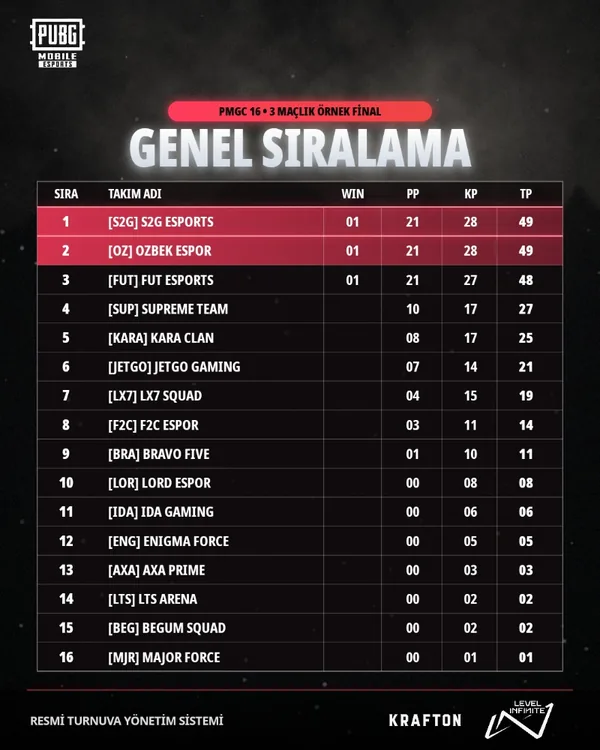 PUBG
MOBILE
ESPORTS
PMGC 16 • 3 MAÇLIK ÖRNEK FİNAL
GENEL SIRALAMA
SIRA TAKIM ADI WIN PP KP TP
1 [S2G] S2G ESPORTS 01 21 28 49
2 [OZ] OZBEK ESPOR 01 21 28 49
3 [FUT] FUT ESPORTS 01 21 27 48
4 [SUP] SUPREME TEAM 10 17 27
5 [KARA] KARA CLAN 08 17 25
6 [JETGO] JETGO GAMING 07 14 21
7 [LX7] LX7 SQUAD 04 15 19
8 [F2C] F2C ESPOR 03 11 14
9 [BRA] BRAVO FIVE 01 10 11
10 [LOR] LORD ESPOR 00 08 08
11 [IDA] IDA GAMING 00 06 06
12 [ENG] ENIGMA FORCE 00 05 05
13 [AXA] AXA PRIME 00 03 03
14 [LTS] LTS ARENA 00 02 02
15 [BEG] BEGUM SQUAD 00 02 02
16 [MJR] MAJOR FORCE 00 01 01
RESMİ TURNUVA YÖNETİM SİSTEMİ
KRAFTON
LEVEL
INFINITE